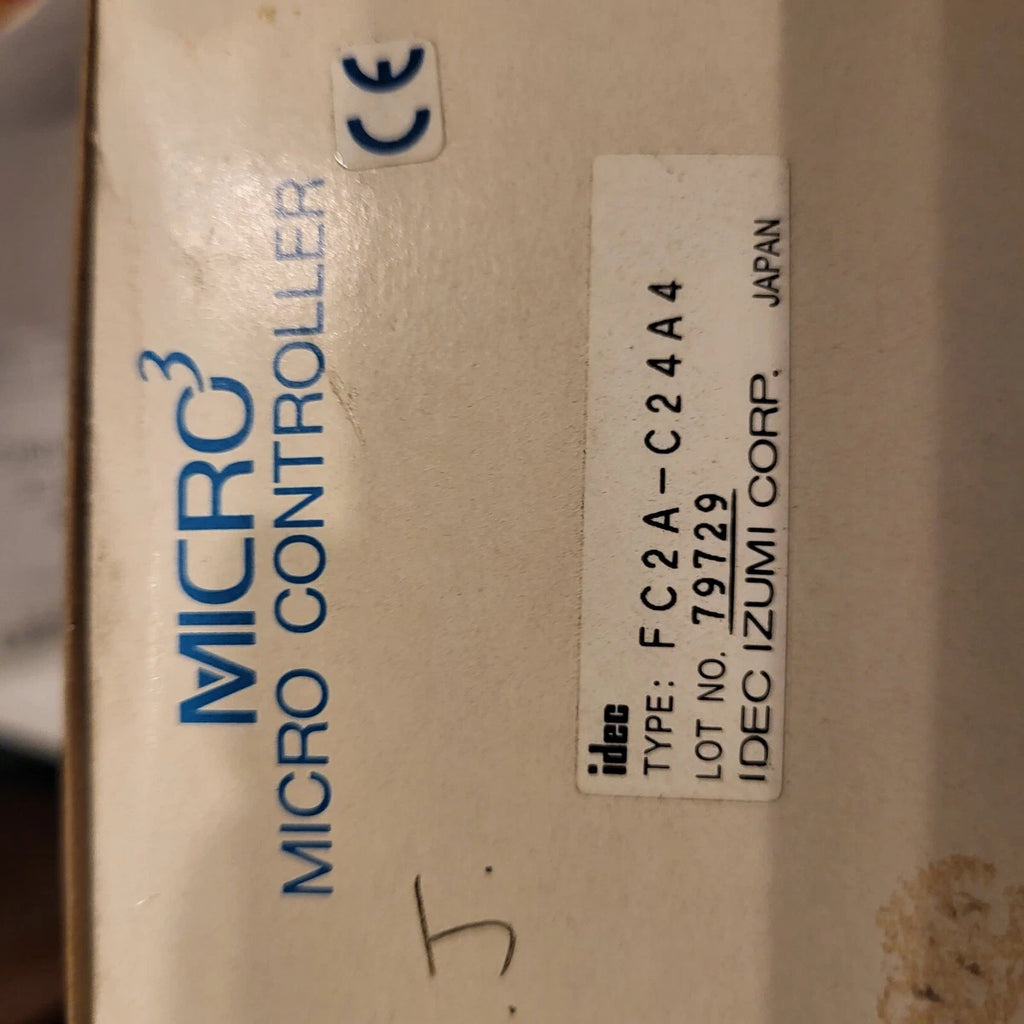 MICRO³
MICRO CONTROLLER
CE
idec
TYPE: FC2A-C24A4
LOT NO. 79729
IDEC IZUMI CORP. JAPAN
J.